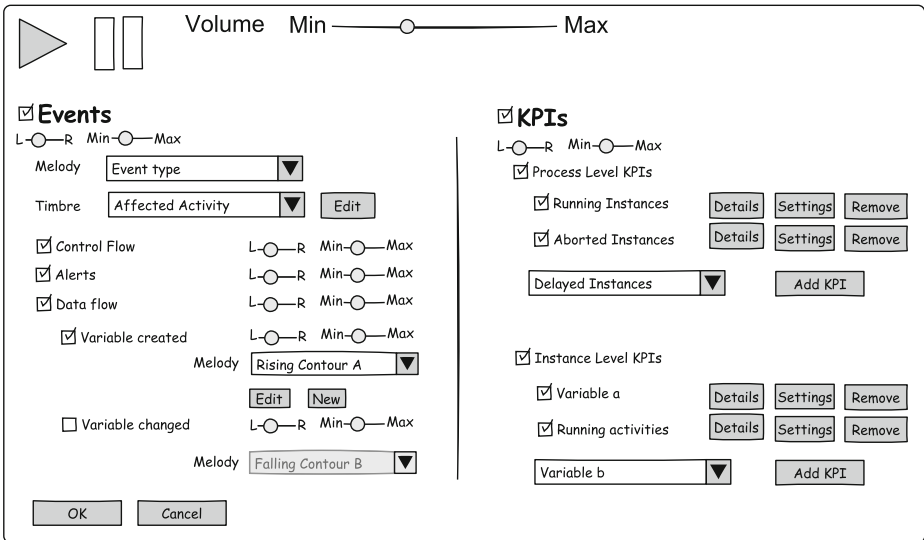 Volume Min Max
Events
L R Min Max
Melody Event type
Timbre Affected Activity Edit
Control Flow L R Min Max
Alerts L R Min Max
Data flow L R Min Max
Variable created L R Min Max
Melody Rising Contour A
Edit New
Variable changed L R Min Max
Melody Falling Contour B
OK Cancel
KPIs
L R Min Max
Process Level KPIs
Running Instances Details Settings Remove
Aborted Instances Details Settings Remove
Delayed Instances Add KPI
Instance Level KPIs
Variable a Details Settings Remove
Running activities Details Settings Remove
Variable b Add KPI